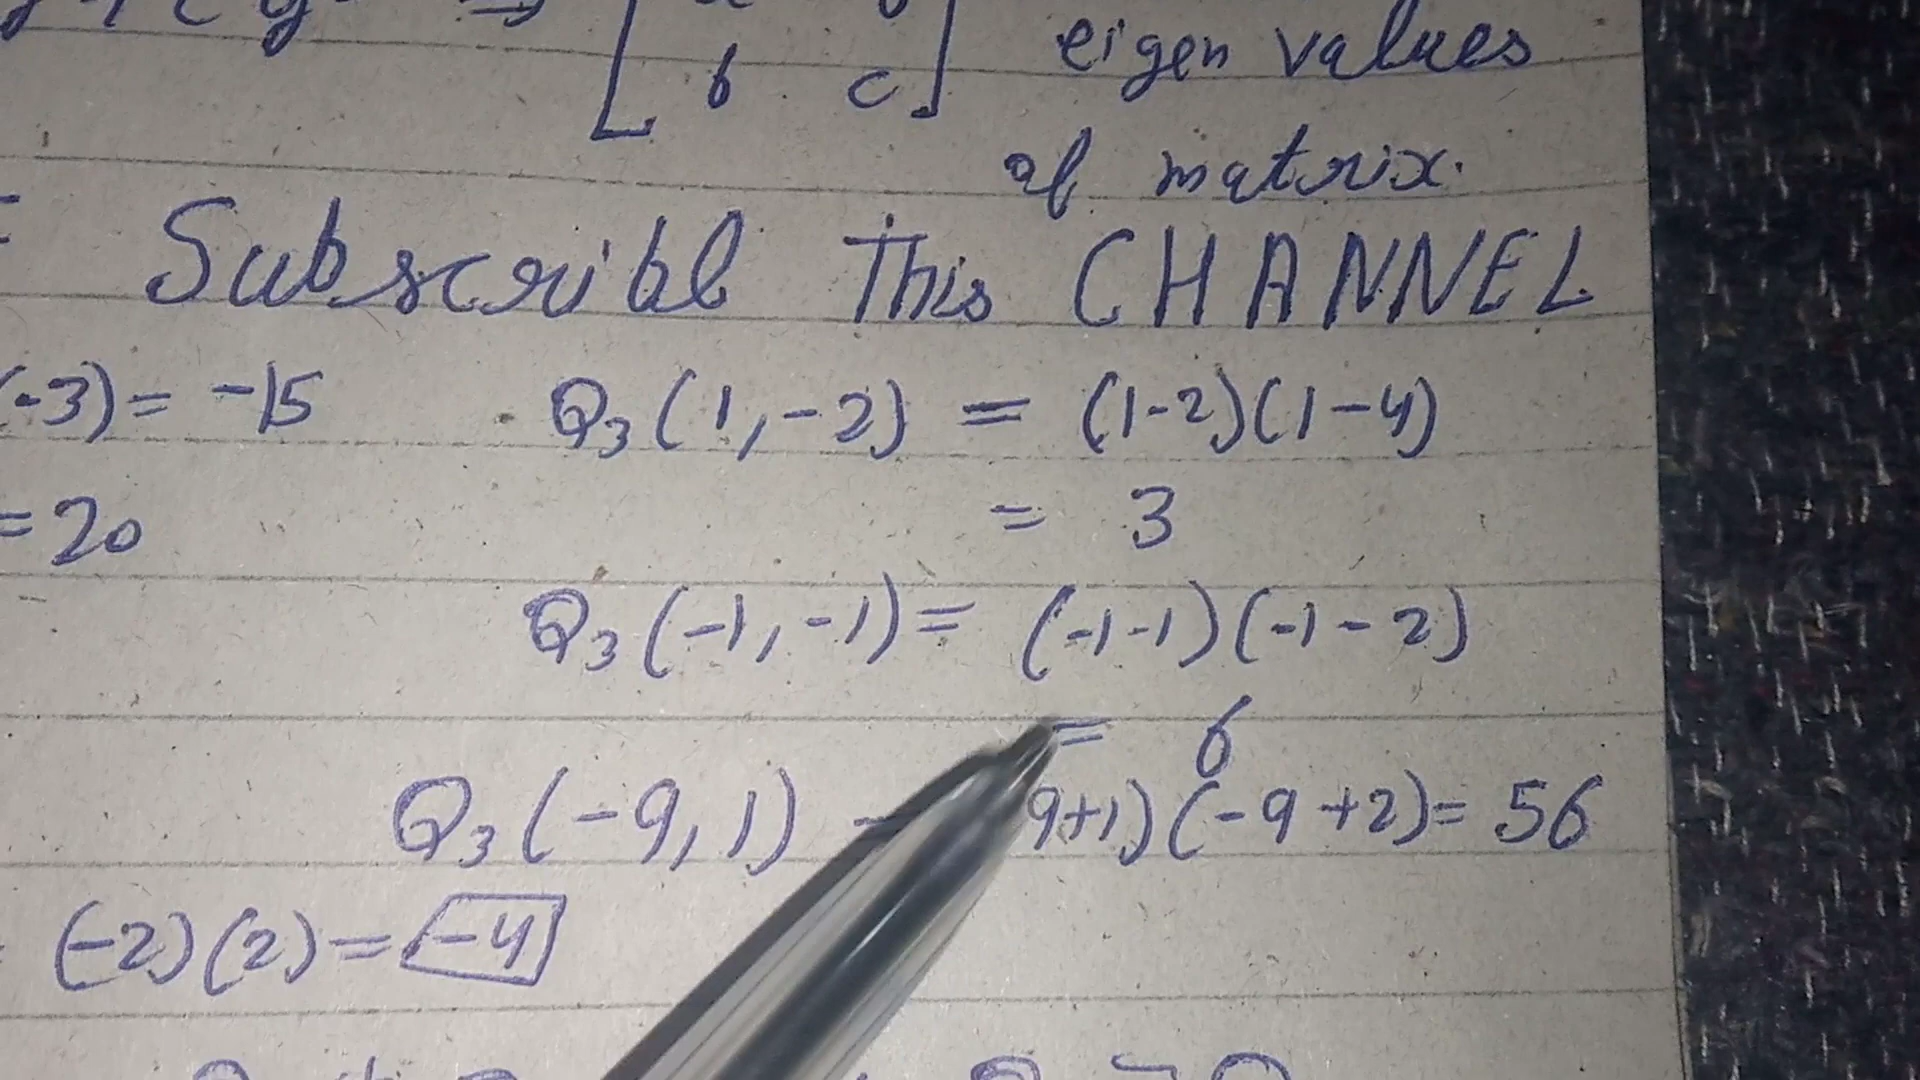 b c] eigen values
of matrix.
Subscribe This CHANNEL
(-3) = -15 Q₃(1, -2) = (1-2)(1-4)
= 20 = 3
Q₃(-1, -1) = (-1-1)(-1-2)
= 6
Q₃(-9, 1) 9+1)(-9+2) = 56
(-2)(2) = -4